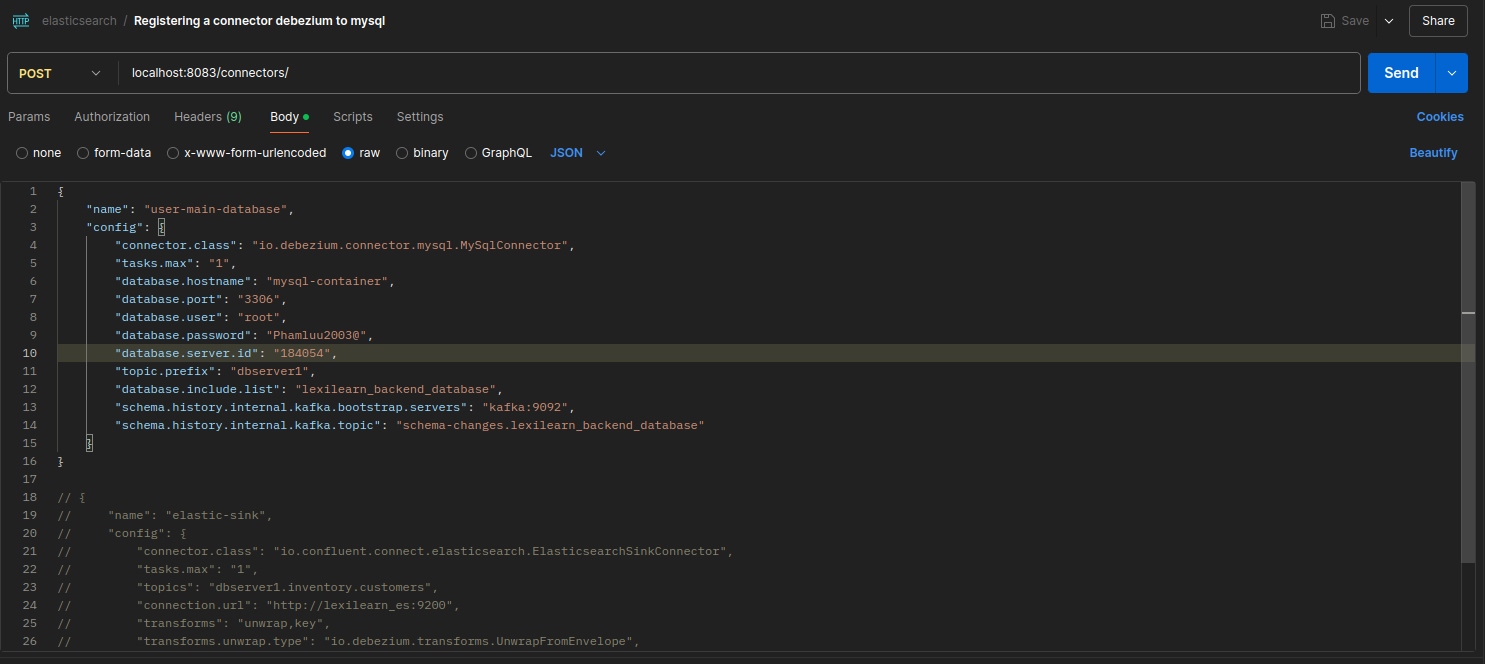 HTTP elasticsearch / Registering a connector debezium to mysql Save Share
POST localhost:8083/connectors/ Send
Params Authorization Headers (9) Body Scripts Settings Cookies
none form-data x-www-form-urlencoded raw binary GraphQL JSON Beautify
1 {
2 "name": "user-main-database",
3 "config": {
4 "connector.class": "io.debezium.connector.mysql.MySqlConnector",
5 "tasks.max": "1",
6 "database.hostname": "mysql-container",
7 "database.port": "3306",
8 "database.user": "root",
9 "database.password": "Phamluu2003@",
10 "database.server.id": "184054",
11 "topic.prefix": "dbserver1",
12 "database.include.list": "lexilearn_backend_database",
13 "schema.history.internal.kafka.bootstrap.servers": "kafka:9092",
14 "schema.history.internal.kafka.topic": "schema-changes.lexilearn_backend_database"
15 }
16 }
17
18 // {
19 // "name": "elastic-sink",
20 // "config": {
21 // "connector.class": "io.confluent.connect.elasticsearch.ElasticsearchSinkConnector",
22 // "tasks.max": "1",
23 // "topics": "dbserver1.inventory.customers",
24 // "connection.url": "http://lexilearn_es:9200",
25 // "transforms": "unwrap,key",
26 // "transforms.unwrap.type": "io.debezium.transforms.UnwrapFromEnvelope",